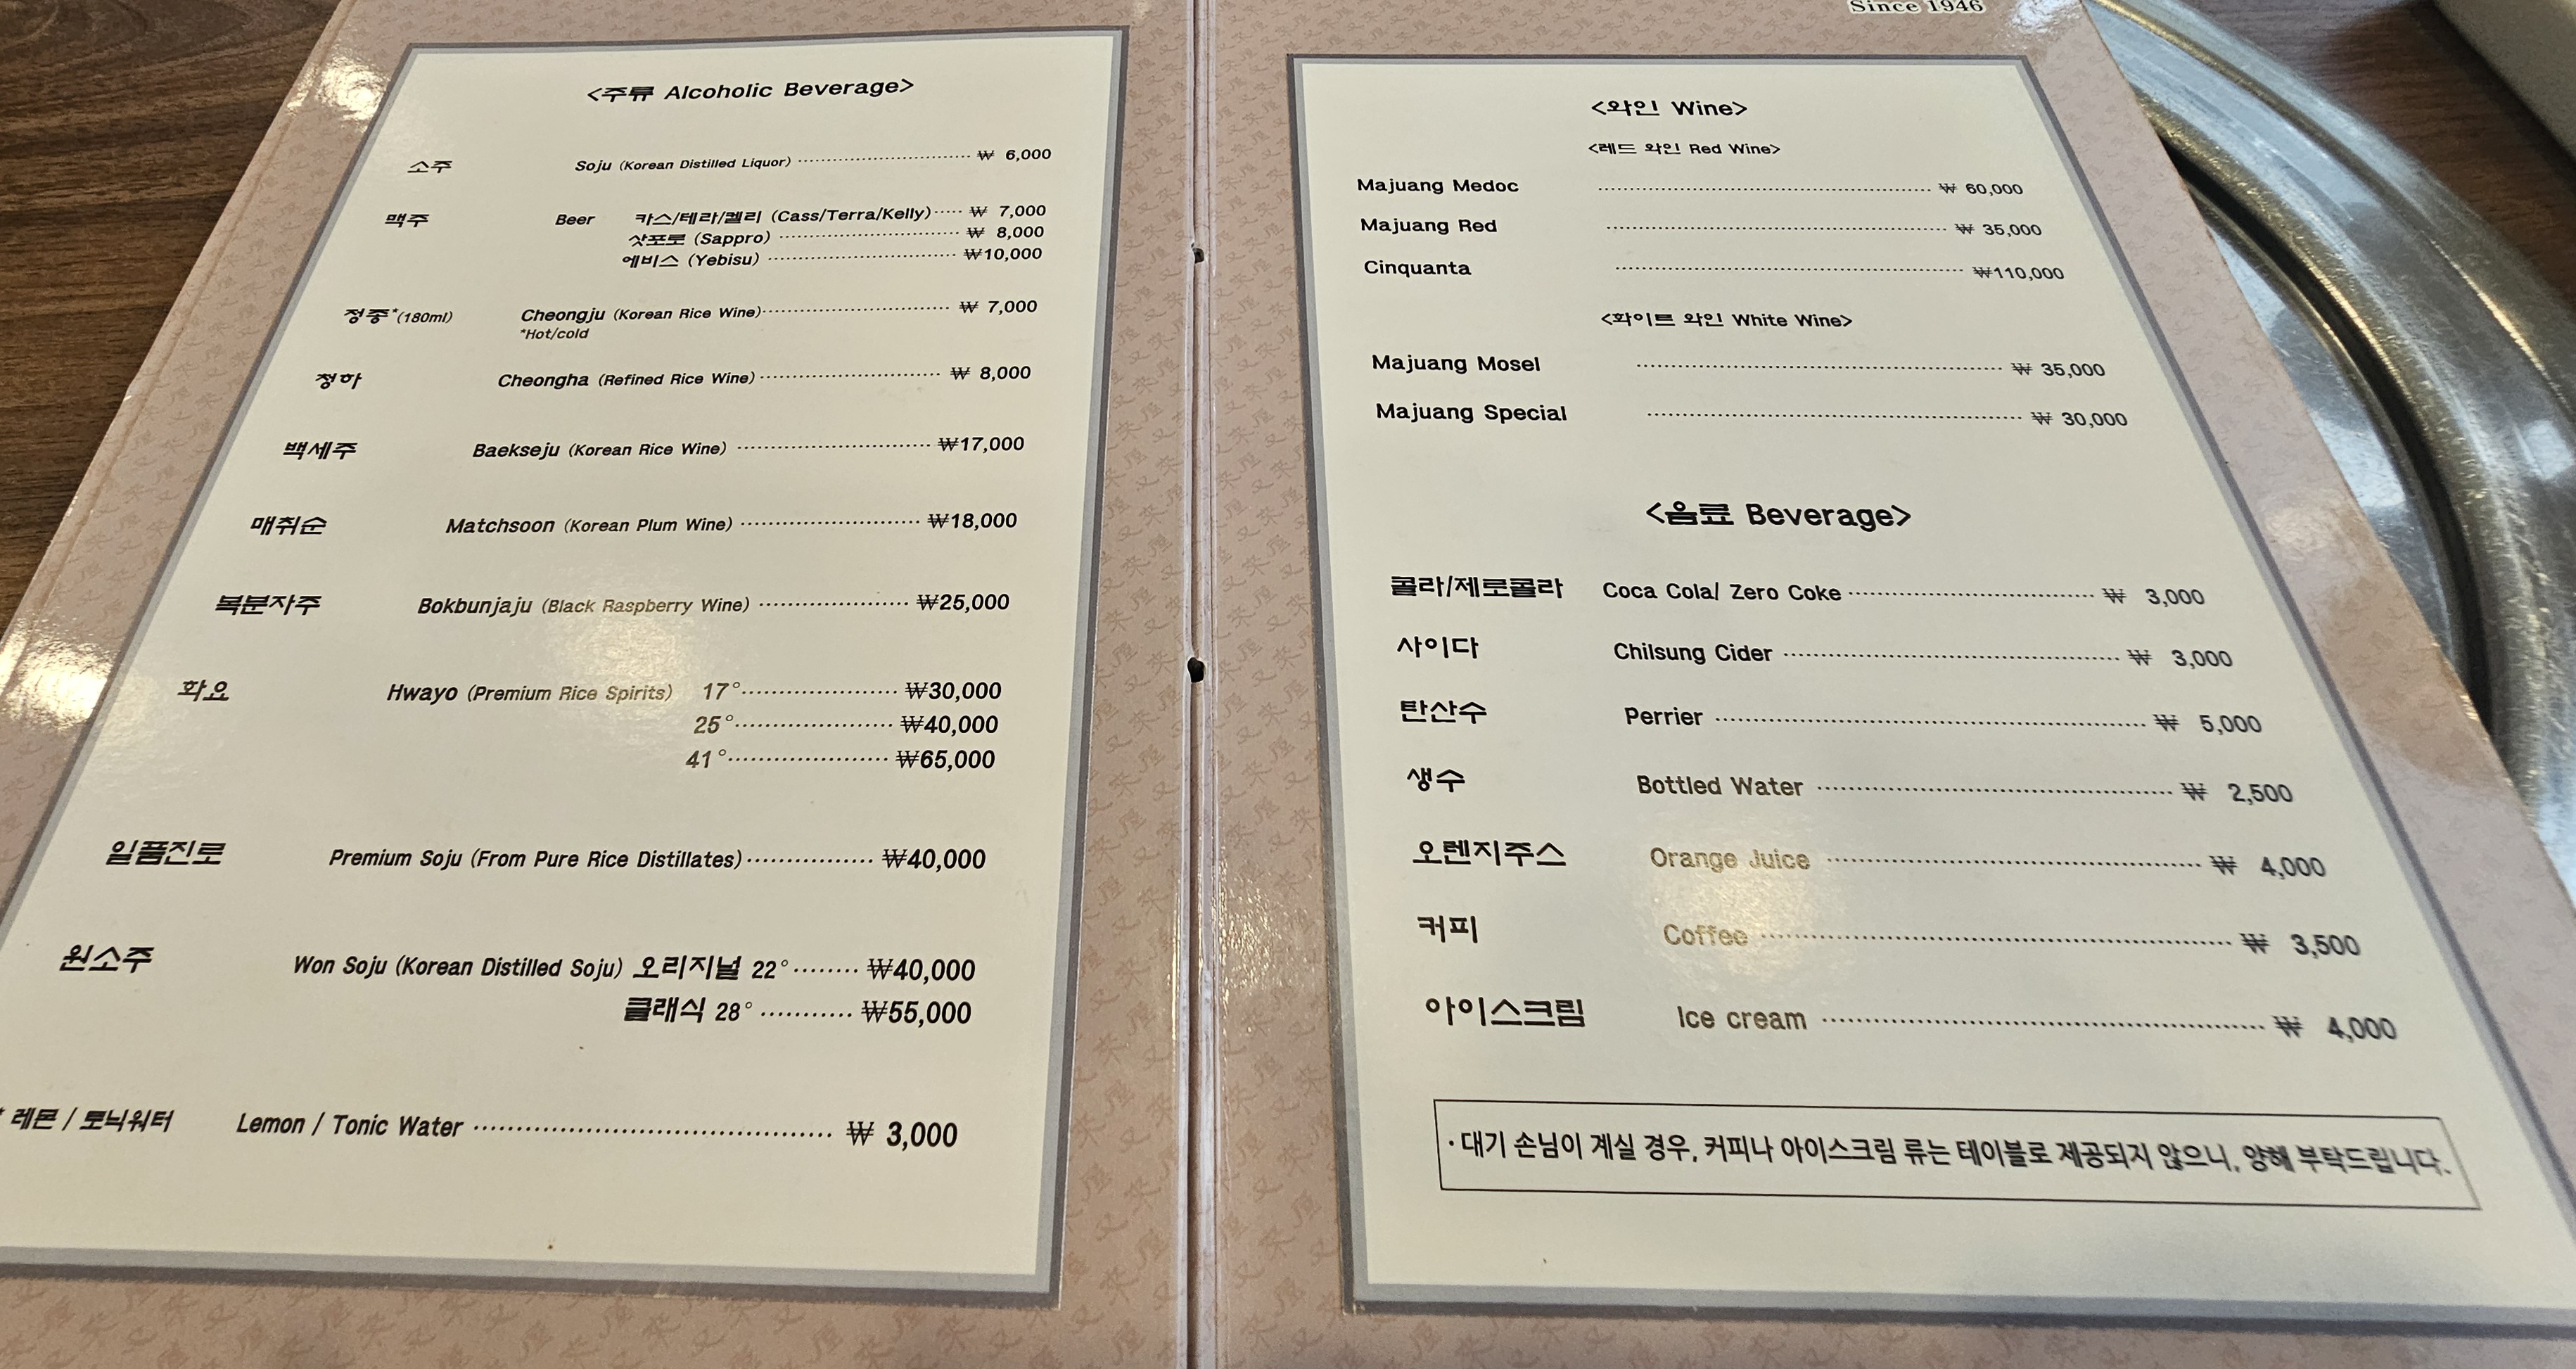 <주류 Alcoholic Beverage>
소주 Soju (Korean Distilled Liquor) ₩ 6,000
맥주 Beer 카스/테라/켈리 (Cass/Terra/Kelly) ₩ 7,000
삿포로 (Sappro) ₩ 8,000
에비스 (Yebisu) ₩10,000
정종*(180ml) Cheongju (Korean Rice Wine) ₩ 7,000
*Hot/cold
청하 Cheongha (Refined Rice Wine) ₩ 8,000
백세주 Baekseju (Korean Rice Wine) ₩17,000
매취순 Matchsoon (Korean Plum Wine) ₩18,000
복분자주 Bokbunjaju (Black Raspberry Wine) ₩25,000
화요 Hwayo (Premium Rice Spirits) 17° ₩30,000
25° ₩40,000
41° ₩65,000
일품진로 Premium Soju (From Pure Rice Distillates) ₩40,000
원소주 Won Soju (Korean Distilled Soju) 오리지널 22° ₩40,000
클래식 28° ₩55,000
* 레몬 / 토닉워터 Lemon / Tonic Water ₩ 3,000
Since 1946
<와인 Wine>
<레드 와인 Red Wine>
Majuang Medoc ₩ 60,000
Majuang Red ₩ 35,000
Cinquanta ₩110,000
<화이트 와인 White Wine>
Majuang Mosel ₩ 35,000
Majuang Special ₩ 30,000
<음료 Beverage>
콜라/제로콜라 Coca Cola/ Zero Coke ₩ 3,000
사이다 Chilsung Cider ₩ 3,000
탄산수 Perrier ₩ 5,000
생수 Bottled Water ₩ 2,500
오렌지주스 Orange Juice ₩ 4,000
커피 Coffee ₩ 3,500
아이스크림 Ice cream ₩ 4,000
· 대기 손님이 계실 경우, 커피나 아이스크림 류는 테이블로 제공되지 않으니, 양해 부탁드립니다.